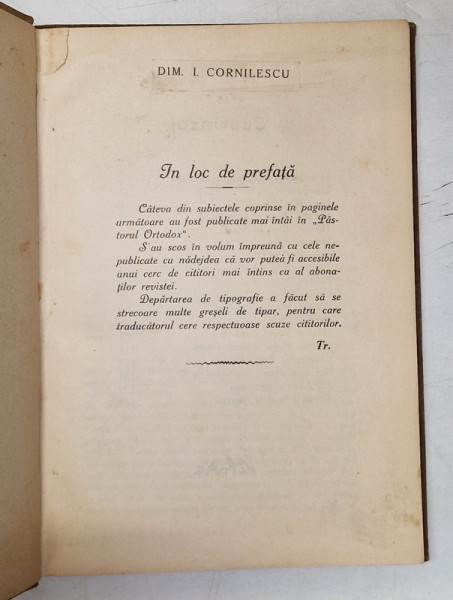 DIM. I. CORNILESCU
In loc de prefață
Câteva din subiectele coprinse în paginele
următoare au fost publicate mai întâi în „Păs-
torul Ortodox“.
S'au scos în volum împreună cu cele ne-
publicate cu nădejdea că vor puteà fi accesibile
unui cerc de cititori mai întins ca al abona-
ților revistei.
Depărtarea de tipografie a făcut să se
strecoare multe greșeli de tipar, pentru care
traducătorul cere respectuoase scuze cititorilor.
Tr.